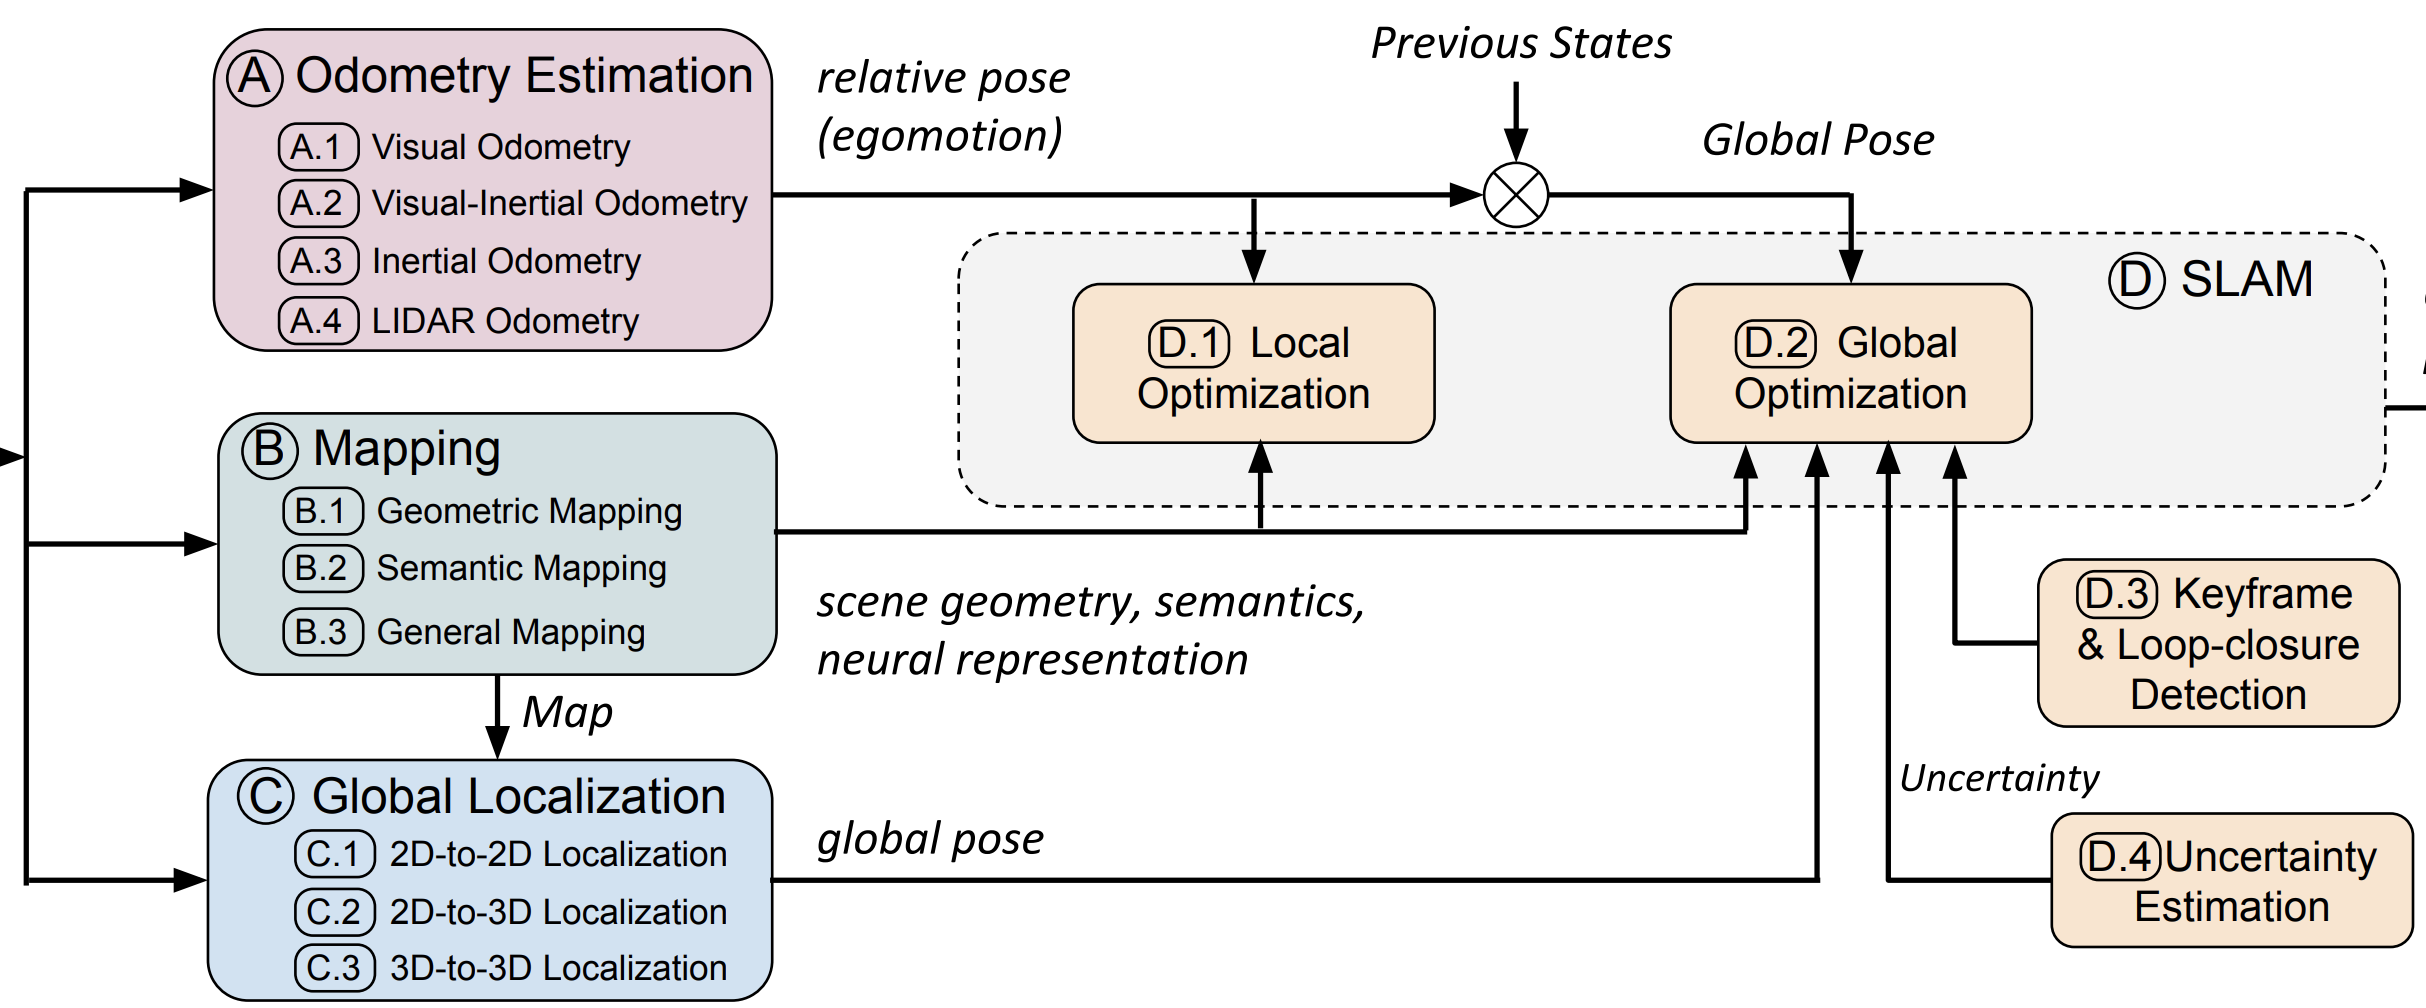 A Odometry Estimation
A.1 Visual Odometry
A.2 Visual-Inertial Odometry
A.3 Inertial Odometry
A.4 LIDAR Odometry
relative pose
(egomotion)
Previous States
Global Pose
D SLAM
D.1 Local
Optimization
D.2 Global
Optimization
B Mapping
B.1 Geometric Mapping
B.2 Semantic Mapping
B.3 General Mapping
scene geometry, semantics,
neural representation
Map
D.3 Keyframe
& Loop-closure
Detection
C Global Localization
C.1 2D-to-2D Localization
C.2 2D-to-3D Localization
C.3 3D-to-3D Localization
global pose
Uncertainty
D.4 Uncertainty
Estimation